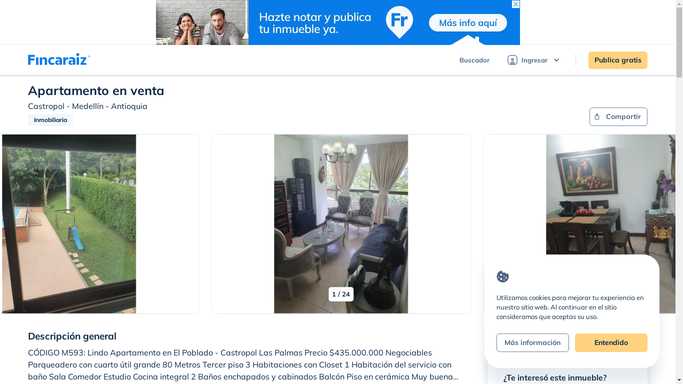 Hazte notar y publica
tu inmueble ya.
Fr
Más info aquí
Fincaraiz
Buscador
Ingresar
Publica gratis
Apartamento en venta
Castropol - Medellín - Antioquia
Inmobiliaria
Compartir
1 / 24
Utilizamos cookies para mejorar tu experiencia en
nuestro sitio web. Al continuar en el sitio
consideramos que aceptas su uso.
Más información
Entendido
Descripción general
CÓDIGO M593: Lindo Apartamento en El Poblado - Castropol Las Palmas Precio $435.000.000 Negociables
Parqueadero con cuarto útil grande 80 Metros Tercer piso 3 Habitaciones con Closet 1 Habitación del servicio con
baño Sala Comedor Estudio Cocina integral 2 Baños enchapados y cabinados Balcón Piso en cerámica Muy buena...
¿Te interesó este inmueble?